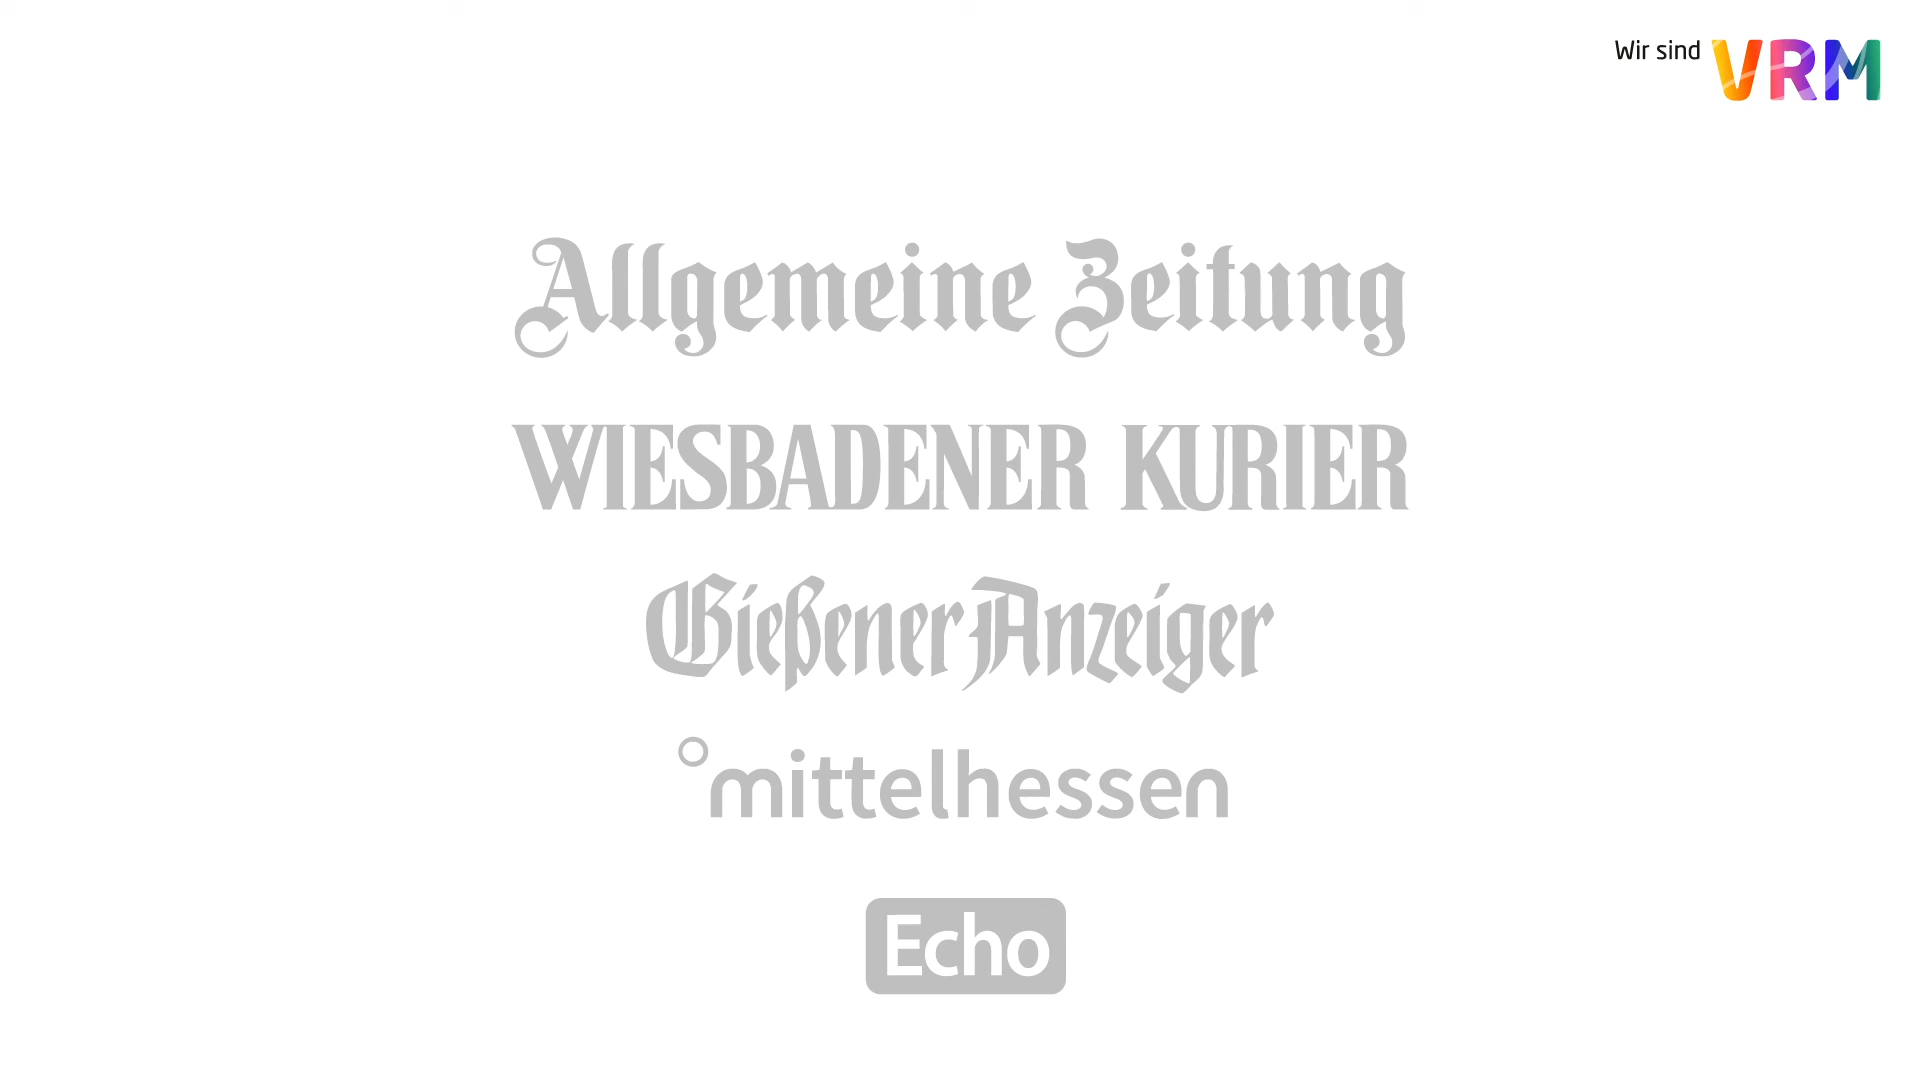 Wir sind VRM
Allgemeine Zeitung
WIESBADENER KURIER
Gießener Anzeiger
°mittelhessen
Echo